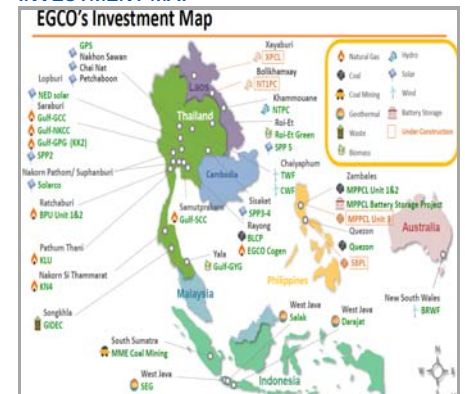 INVESTMENT MAP
EGCO's Investment Map
GPS
Nakhon Sawan
Chai Nat
Petchaboon
Lopburi
NED solar
Saraburi
Gulf-GCC
Gulf-NKCC
Gulf-GPG (KK2)
SPP2
Nakorn Pathom/ Suphanburi
Solarco
Ratchaburi
BPU Unit 1&2
Pathum Thani
KLU
Nakorn Si Thammarat
KN4
Songkhla
GIDEC
Xayaburi
XPCL
Bolikhamxay
NT1PC
Laos
Khammouane
NTPC
Thailand
Roi-Et
Roi-Et Green
SPP 5
Cambodia
Chaiyaphum
TWF
CWF
Sisaket
SPP3-4
Samutprakarn
Gulf-SCC
Rayong
BLCP
EGCO Cogen
Yala
Gulf-GYG
Malaysia
Natural Gas
Hydro
Coal
Solar
Coal Mining
Wind
Geothermal
Battery Storage
Waste
Under Construction
Biomass
Zambales
MPPCL Unit 1&2
MPPCL Battery Storage Project
MPPCL Unit 3
Quezon
Quezon
SBPL
Philippines
Australia
New South Wales
BRWF
West Java
Salak
West Java
Darajat
South Sumatra
MME Coal Mining
West Java
SEG
Indonesia
N